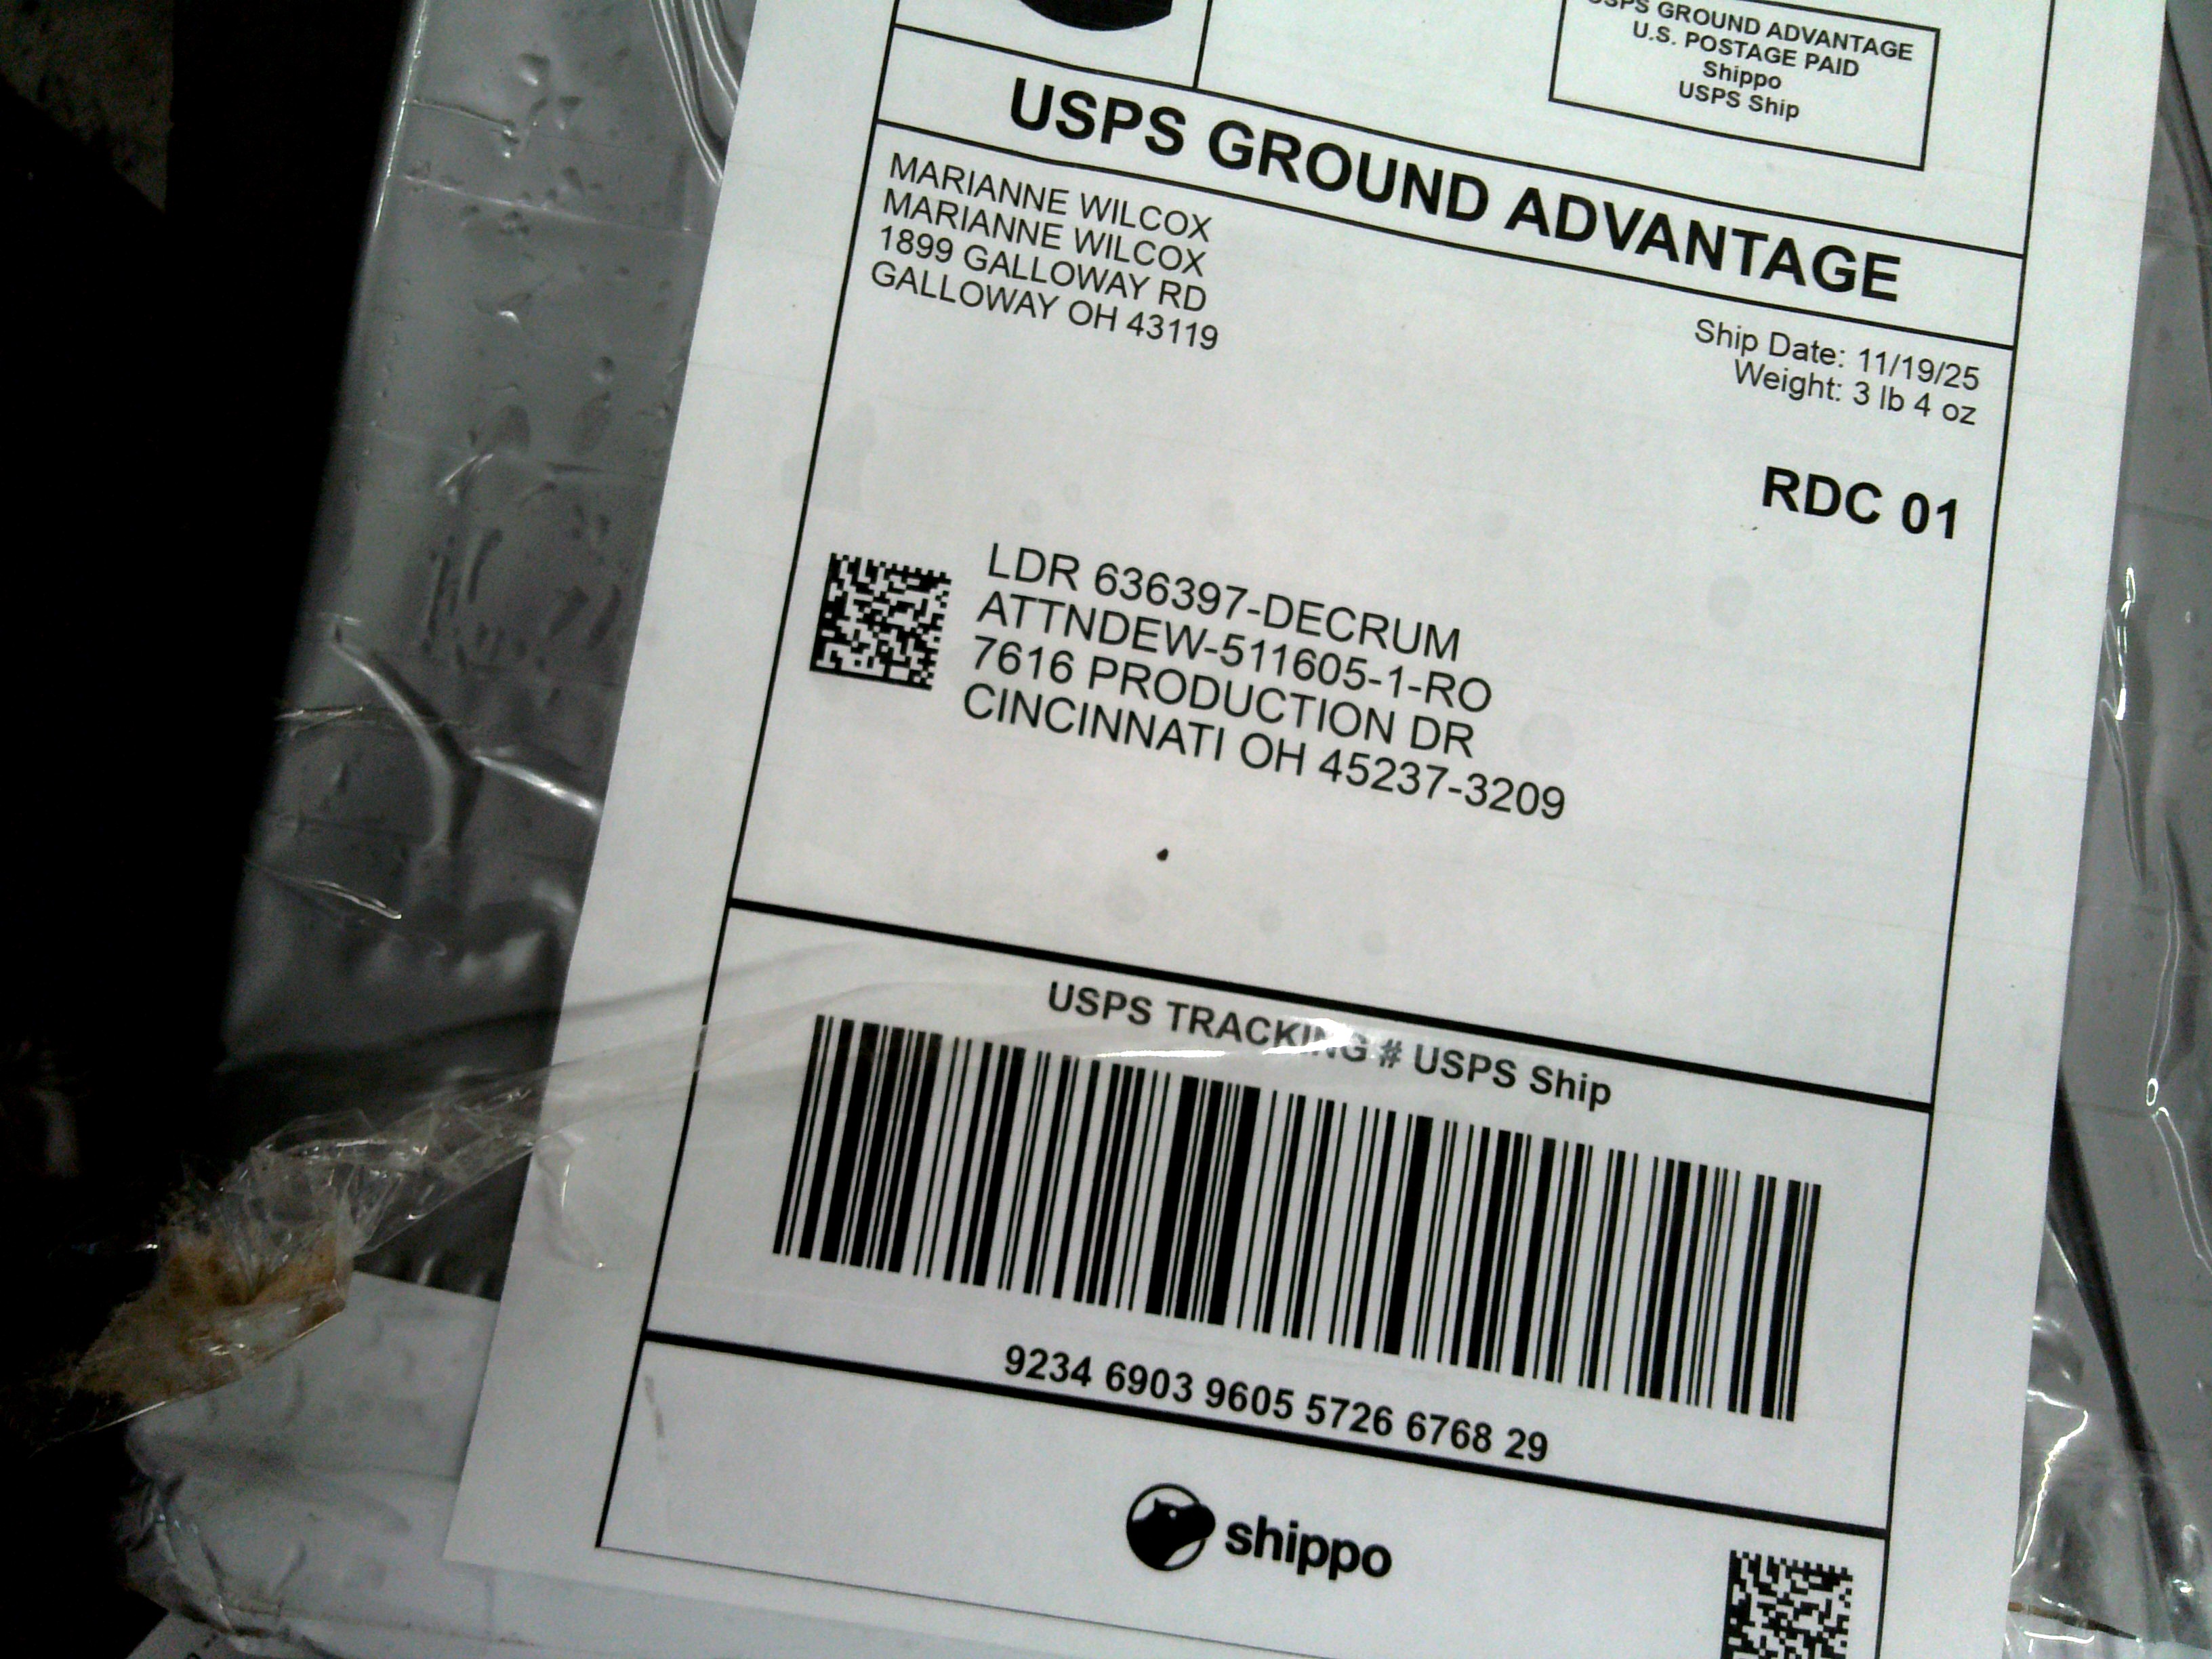 USPS GROUND ADVANTAGE
U.S. POSTAGE PAID
Shippo
USPS Ship
USPS GROUND ADVANTAGE
MARIANNE WILCOX
MARIANNE WILCOX
1899 GALLOWAY RD
GALLOWAY OH 43119
Ship Date: 11/19/25
Weight: 3 lb 4 oz
RDC 01
LDR 636397-DECRUM
ATTNDEW-511605-1-RO
7616 PRODUCTION DR
CINCINNATI OH 45237-3209
USPS TRACKING # USPS Ship
9234 6903 9605 5726 6768 29
shippo